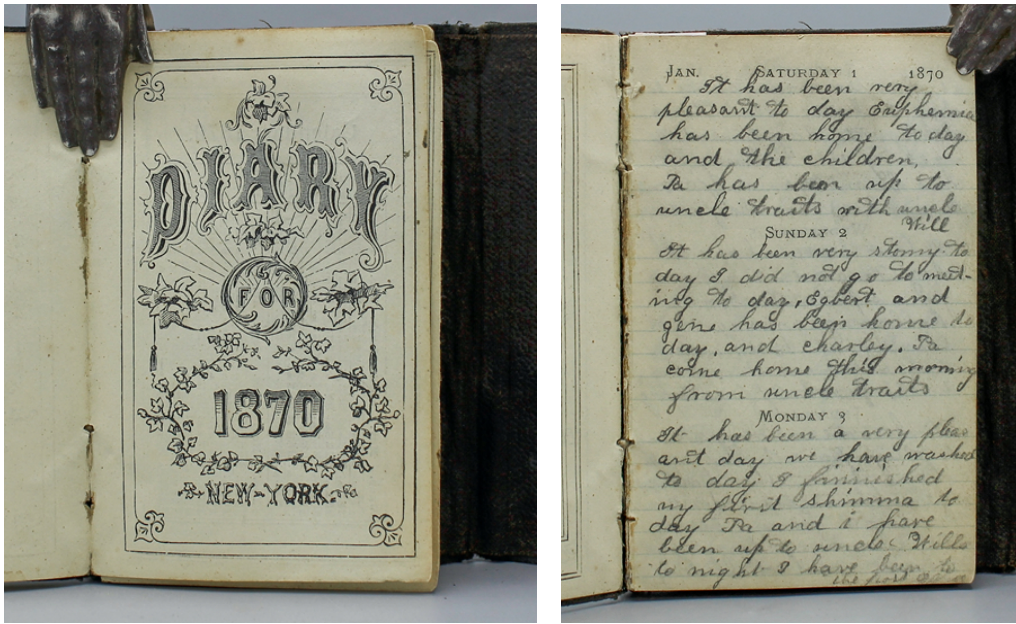 DIARY
FOR
1870
NEW-YORK.
JAN. SATURDAY 1 1870
It has been very
pleasant to day Euphemia
has been home to day
and the children,
Pa has been up to
uncle traits with uncle
Will
SUNDAY 2
It has been very stomy to
day I did not go to meet-
ing to day, Egbert and
gene has been home to
day, and charley. Pa
come home this morning
from uncle traits
MONDAY 3
It has been a very pleas
ant day we have washed
to day I finnished
my first shimma to
day Pa and i have
been up to uncle Wills
to night I have been to
the